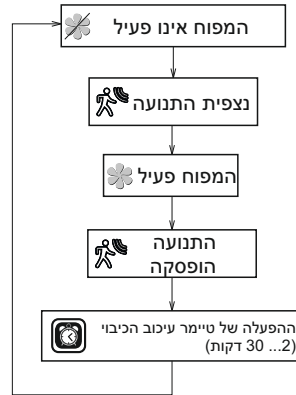 המפוח אינו פעיל
נצפית התנועה
המפוח פעיל
התנועה
הופסקה
ההפעלה של טיימר עיכוב הכיבוי
(2... 30 דקות)